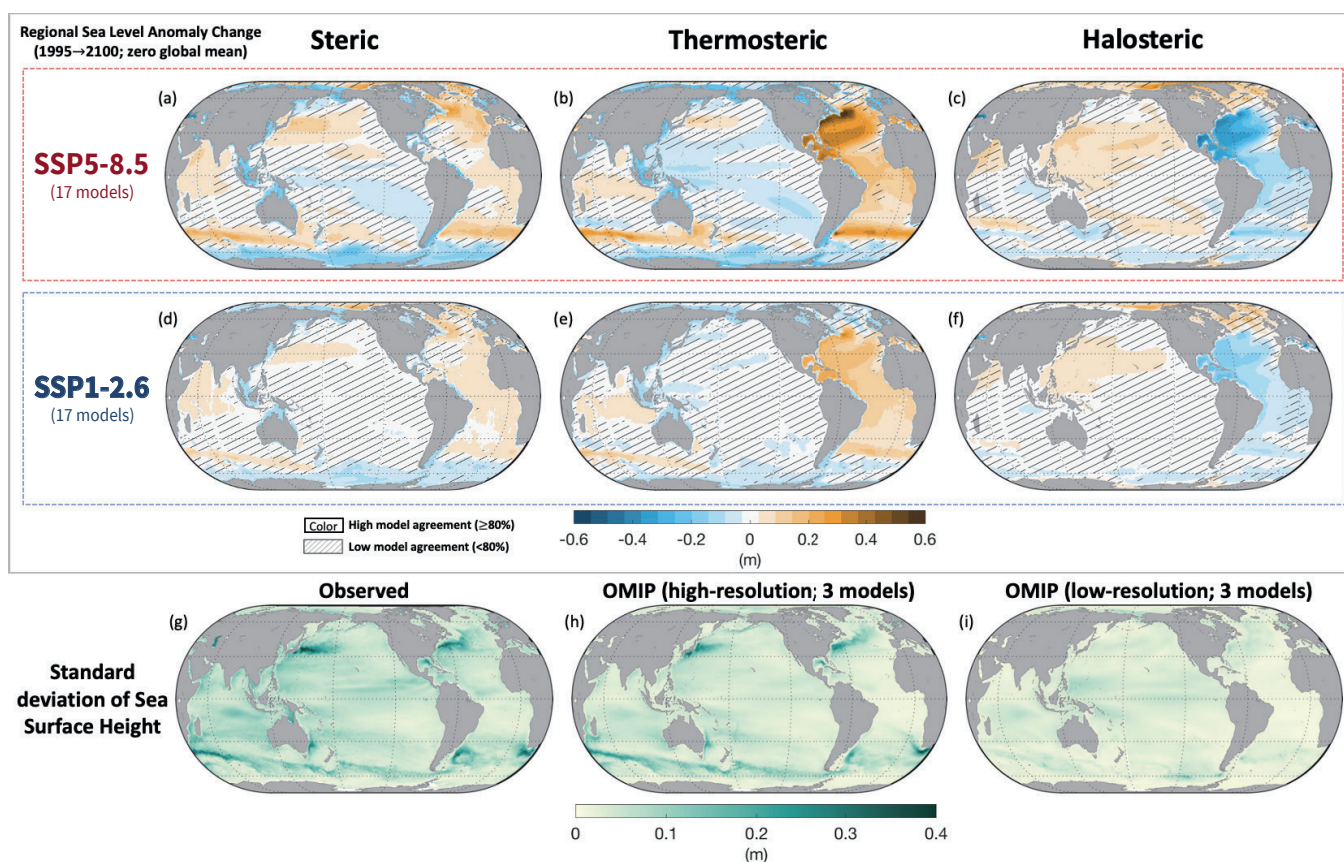 Regional Sea Level Anomaly Change
(1995→2100; zero global mean)
Steric
Thermosteric
Halosteric
SSP5-8.5
(17 models)
(a)
(b)
(c)
SSP1-2.6
(17 models)
(d)
(e)
(f)
Color High model agreement (≥80%)
Low model agreement (<80%)
-0.6 -0.4 -0.2 0 0.2 0.4 0.6
(m)
Observed
OMIP (high-resolution; 3 models)
OMIP (low-resolution; 3 models)
(g)
(h)
(i)
Standard
deviation of Sea
Surface Height
0 0.1 0.2 0.3 0.4
(m)